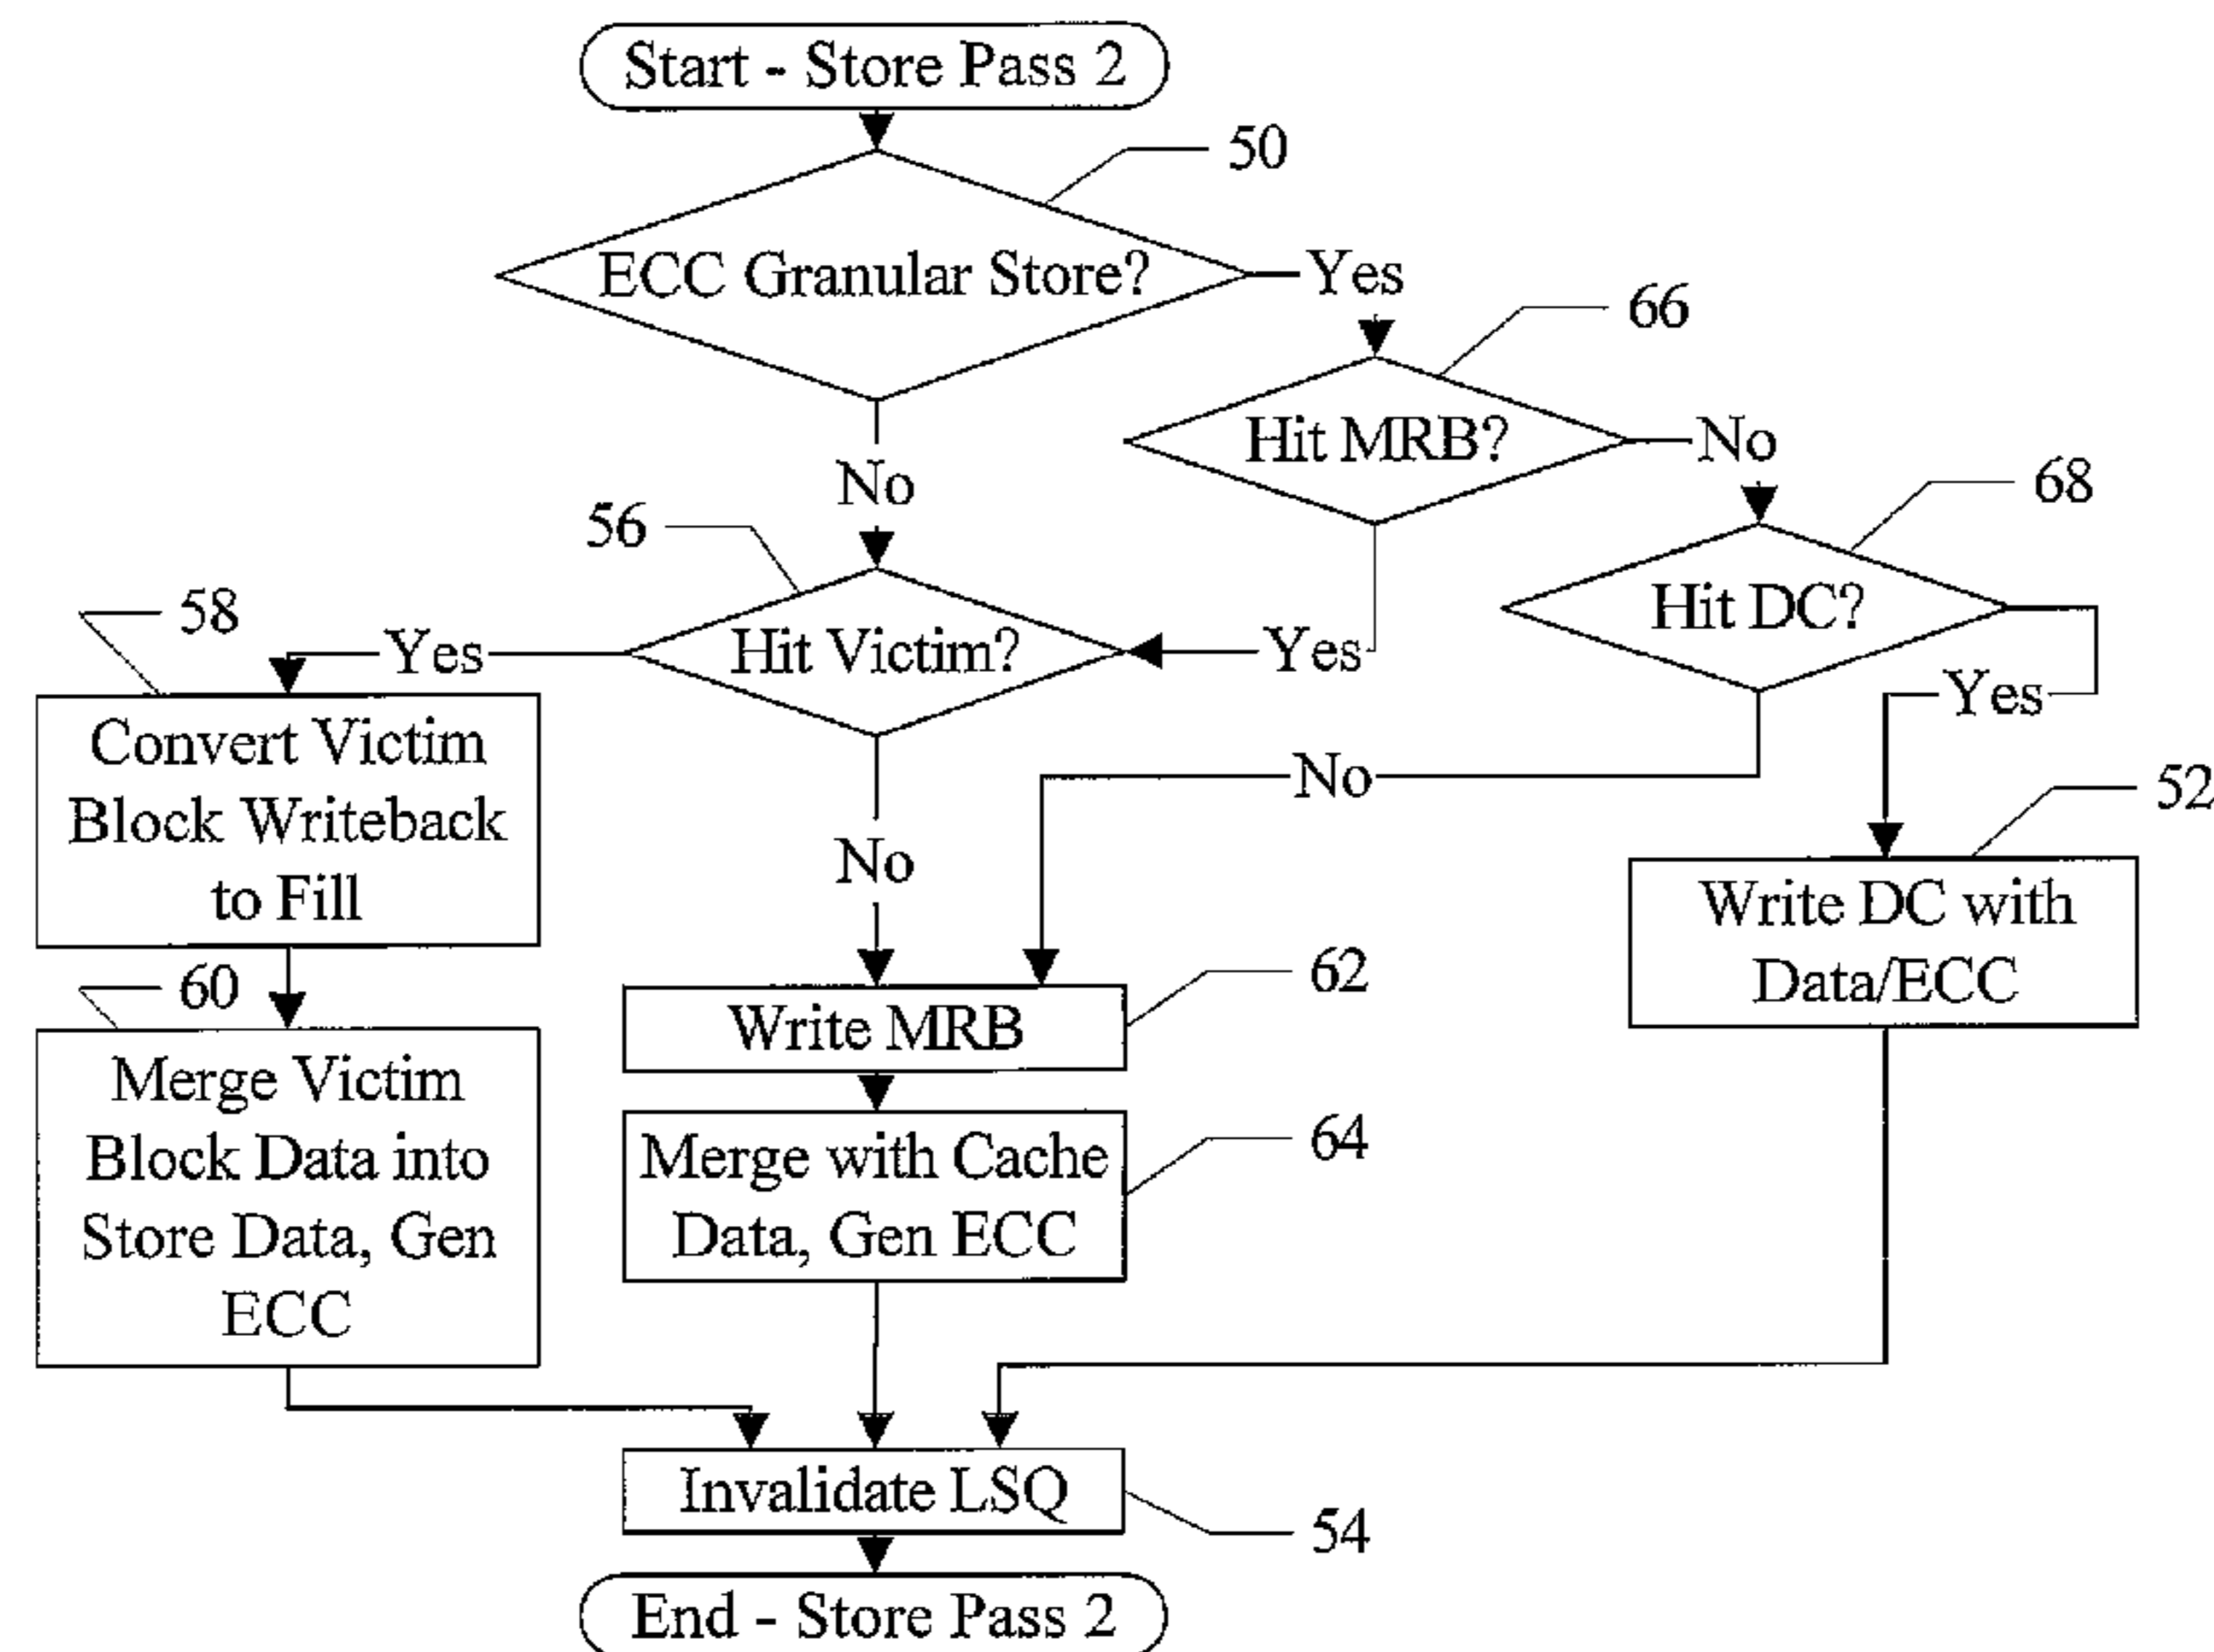 Start - Store Pass 2
50
ECC Granular Store?
Yes
66
Hit MRB?
No
No
68
56
Hit Victim?
Yes
Hit DC?
58
Yes
Yes
Convert Victim
Block Writeback
to Fill
No
52
No
Write DC with
Data/ECC
60
62
Write MRB
Merge Victim
Block Data into
Store Data, Gen
ECC
64
Merge with Cache
Data, Gen ECC
Invalidate LSQ
54
End - Store Pass 2